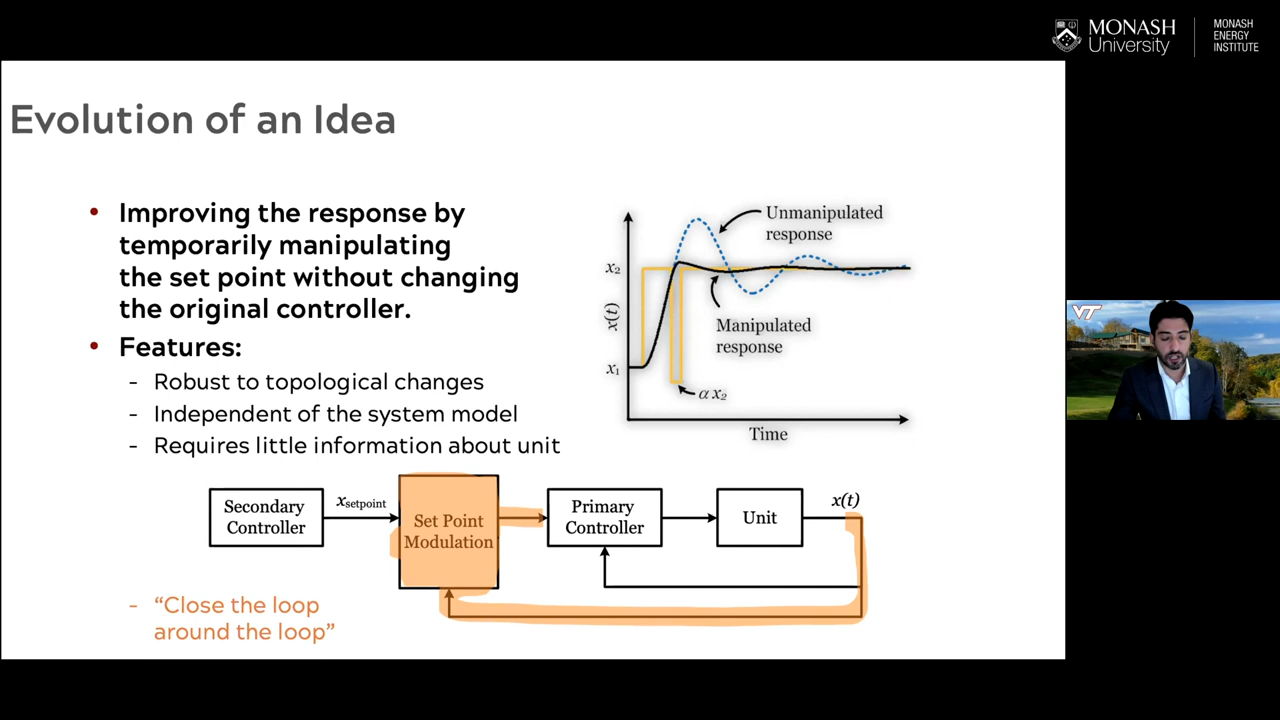 MONASH
University
MONASH
ENERGY
INSTITUTE
Evolution of an Idea
• Improving the response by
temporarily manipulating
the set point without changing
the original controller.
• Features:
- Robust to topological changes
- Independent of the system model
- Requires little information about unit
Unmanipulated
response
x₂
x(t)
Manipulated
response
x₁
α x₂
Time
VT
Secondary
Controller
xsetpoint
Set Point
Modulation
Primary
Controller
Unit
x(t)
- “Close the loop
around the loop”